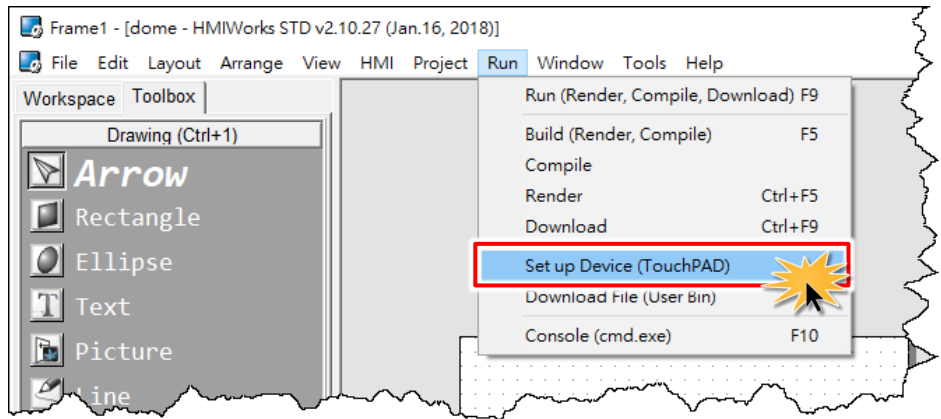 Frame1 - [dome - HMIWorks STD v2.10.27 (Jan.16, 2018)]
File Edit Layout Arrange View HMI Project Run Window Tools Help
Workspace Toolbox
Drawing (Ctrl+1)
Arrow
Rectangle
Ellipse
Text
Picture
Line
Run (Render, Compile, Download) F9
Build (Render, Compile) F5
Compile
Render Ctrl+F5
Download Ctrl+F9
Set up Device (TouchPAD)
Download File (User Bin)
Console (cmd.exe) F10